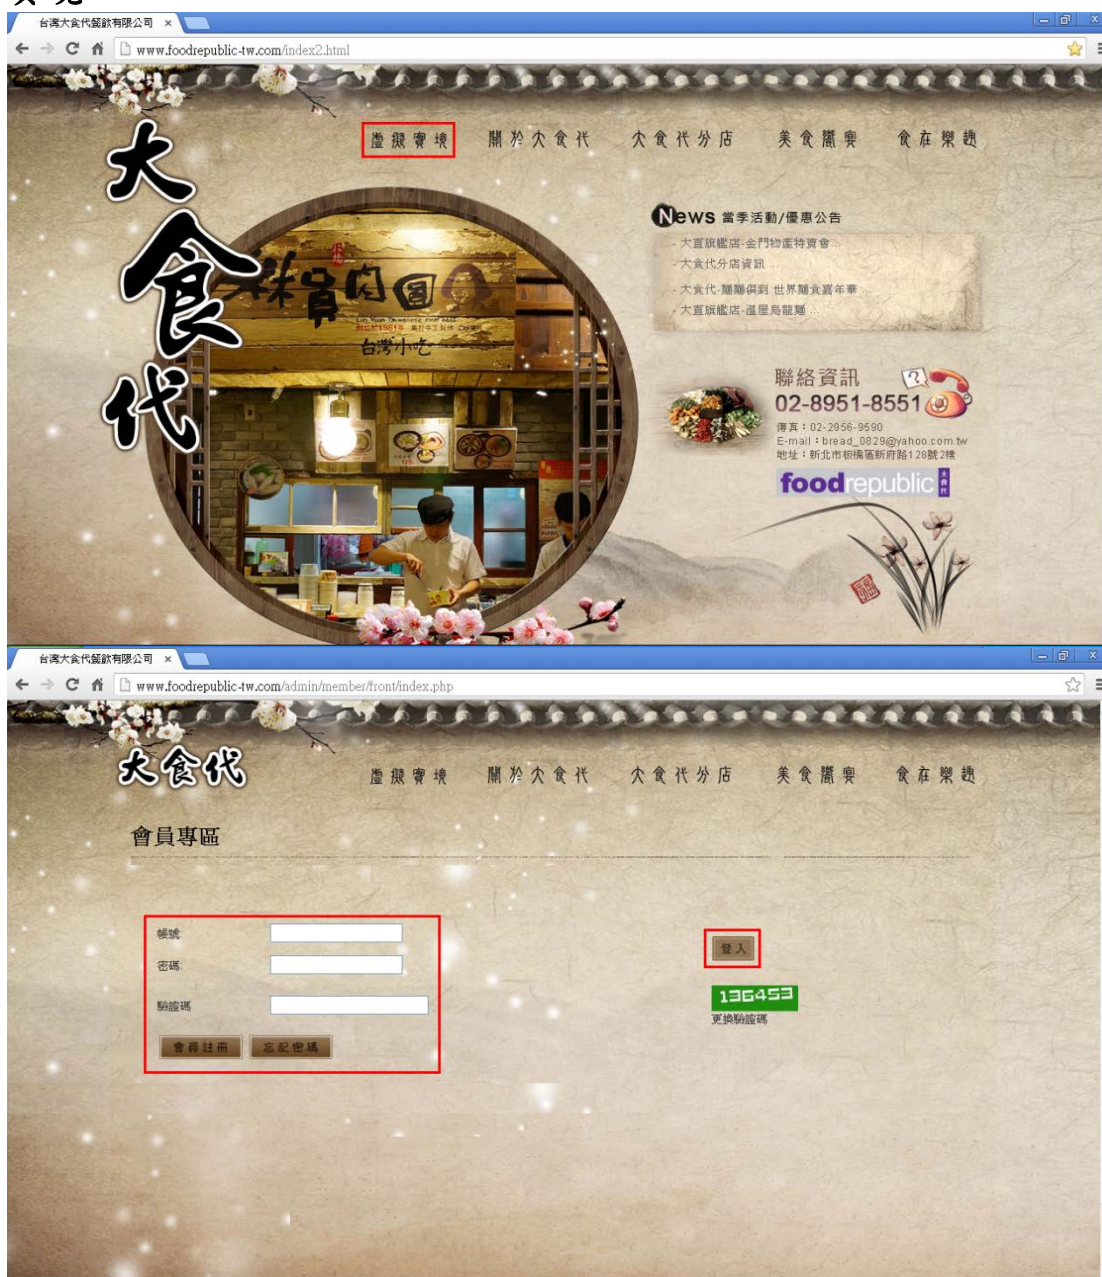 台灣大食代餐飲有限公司
www.foodrepublic-tw.com/index2.html
虛擬實境 關於大食代 大食代分店 美食饗宴 食在樂趣
大食代
News 當季活動/優惠公告
- 大直旗艦店-金門物產特賣會 ...
- 大食代分店資訊 ...
- 大食代-麵麵俱到 世界麵食嘉年華 ...
- 大直旗艦店-溫屋烏龍麵 ...
林員肉圓
台灣小吃
聯絡資訊
02-8951-8551
傳真：02-2956-9590
E-mail：bread_0829@yahoo.com.tw
地址：新北市板橋區新府路128號2樓
foodrepublic 大食代
台灣大食代餐飲有限公司
www.foodrepublic-tw.com/admin/member/front/index.php
大食代
虛擬實境 關於大食代 大食代分店 美食饗宴 食在樂趣
會員專區
帳號:
密碼:
登入
驗證碼
136453
更換驗證碼
會員註冊 忘記密碼